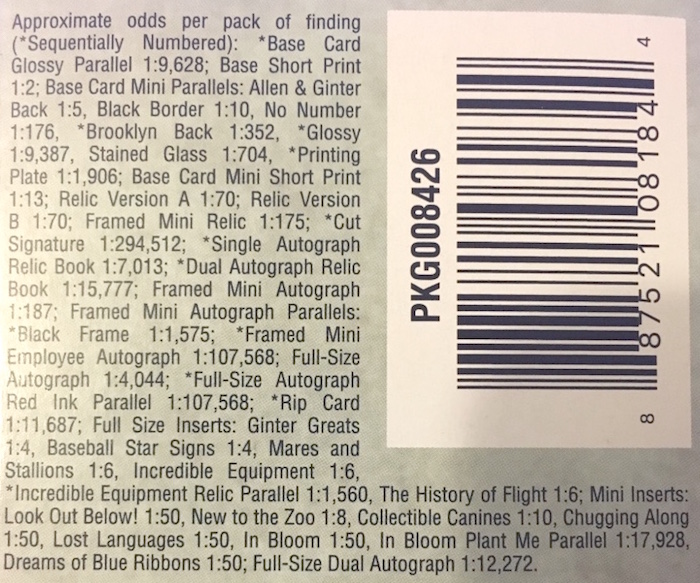 Approximate odds per pack of finding
(*Sequentially Numbered): *Base Card
Glossy Parallel 1:9,628; Base Short Print
1:2; Base Card Mini Parallels: Allen & Ginter
Back 1:5, Black Border 1:10, No Number
1:176, *Brooklyn Back 1:352, *Glossy
1:9,387, Stained Glass 1:704, *Printing
Plate 1:1,906; Base Card Mini Short Print
1:13; Relic Version A 1:70; Relic Version
B 1:70; Framed Mini Relic 1:175; *Cut
Signature 1:294,512; *Single Autograph
Relic Book 1:7,013; *Dual Autograph Relic
Book 1:15,777; Framed Mini Autograph
1:187; Framed Mini Autograph Parallels:
*Black Frame 1:1,575; *Framed Mini
Employee Autograph 1:107,568; Full-Size
Autograph 1:4,044; *Full-Size Autograph
Red Ink Parallel 1:107,568; *Rip Card
1:11,687; Full Size Inserts: Ginter Greats
1:4, Baseball Star Signs 1:4, Mares and
Stallions 1:6, Incredible Equipment 1:6,
*Incredible Equipment Relic Parallel 1:1,560, The History of Flight 1:6; Mini Inserts:
Look Out Below! 1:50, New to the Zoo 1:8, Collectible Canines 1:10, Chugging Along
1:50, Lost Languages 1:50, In Bloom 1:50, In Bloom Plant Me Parallel 1:17,928,
Dreams of Blue Ribbons 1:50; Full-Size Dual Autograph 1:12,272.
PKG008426
8 87521 08184 4